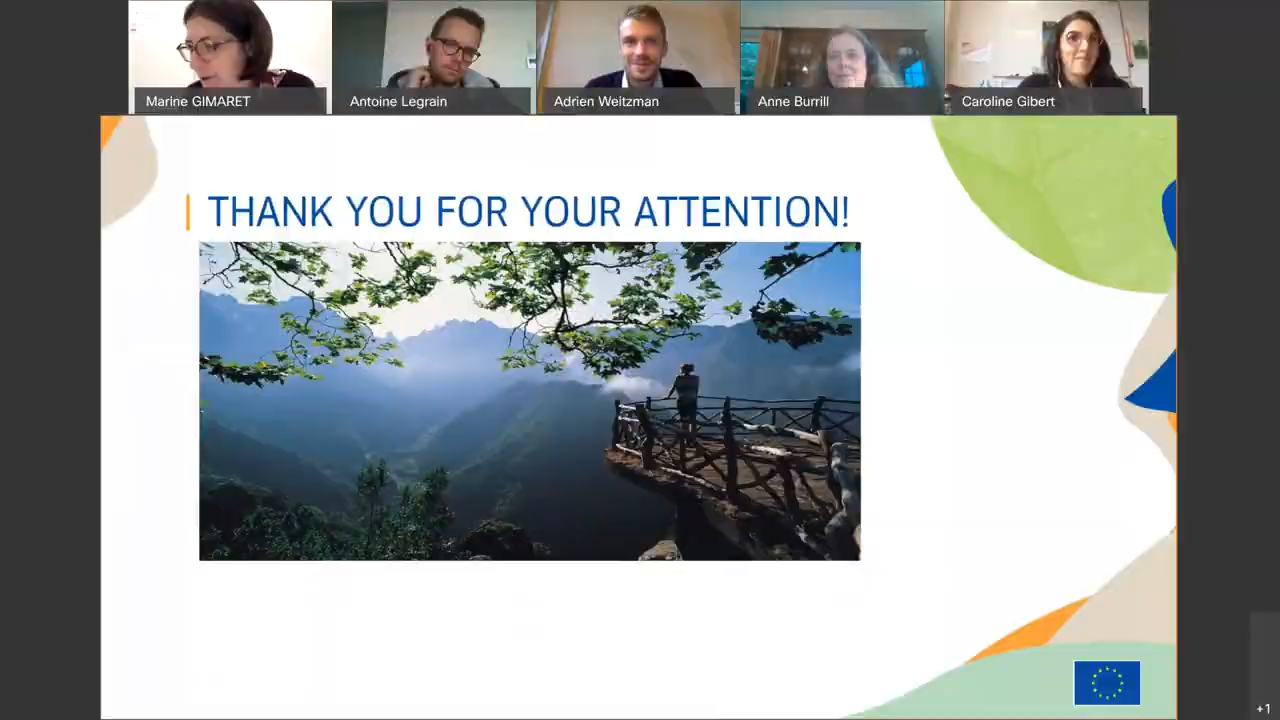 Marine GIMARET
Antoine Legrain
Adrien Weitzman
Anne Burrill
Caroline Gibert
THANK YOU FOR YOUR ATTENTION!
+1